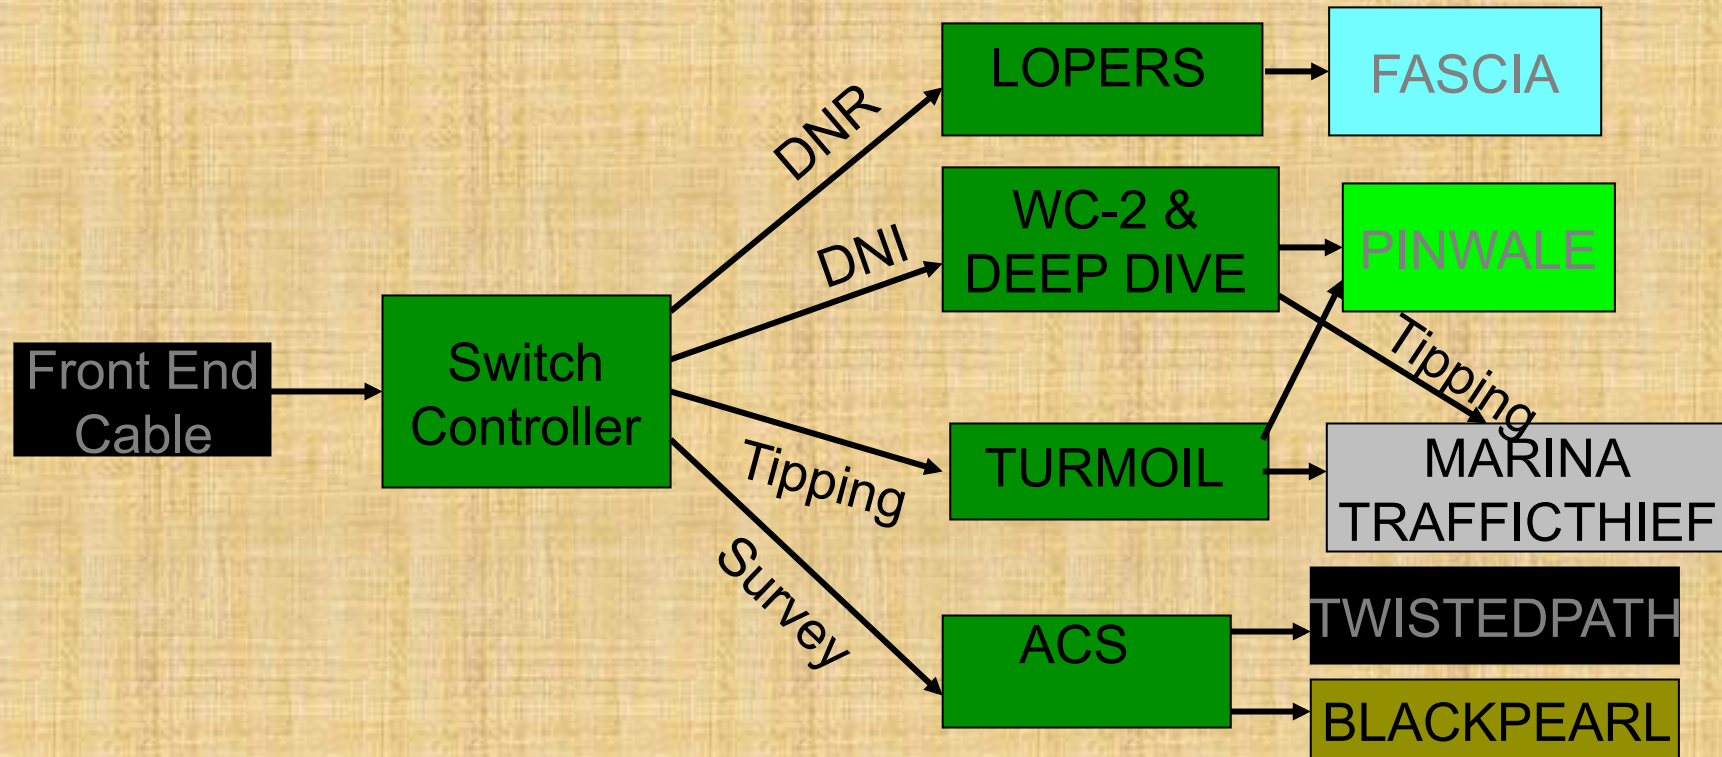 LOPERS
FASCIA
DNR
WC-2 &
DEEP DIVE
PINWALE
DNI
Tipping
Front End
Cable
Switch
Controller
Tipping
TURMOIL
MARINA
TRAFFICTHIEF
Survey
ACS
TWISTEDPATH
BLACKPEARL